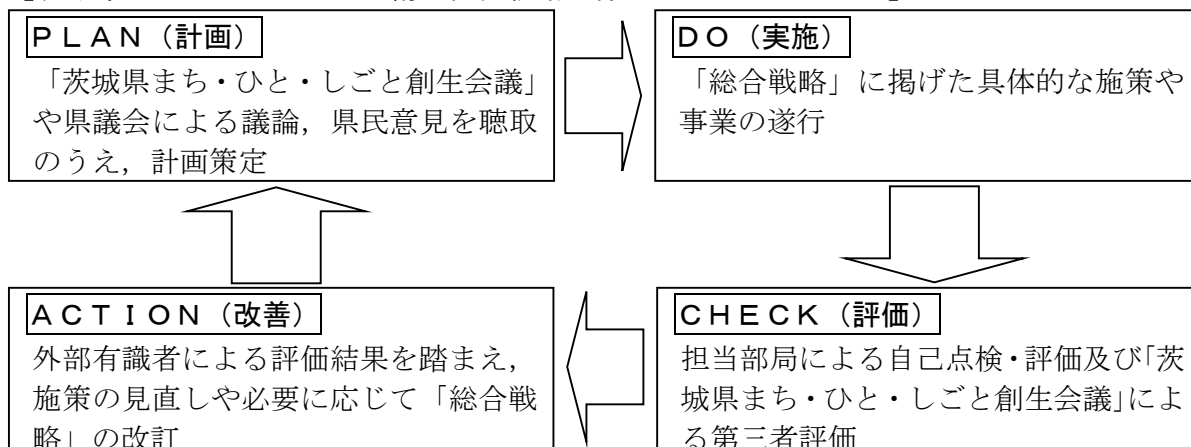 ＰＬＡＮ（計画）
「茨城県まち・ひと・しごと創生会議」
や県議会による議論，県民意見を聴取
のうえ，計画策定
ＤＯ（実施）
「総合戦略」に掲げた具体的な施策や
事業の遂行
ＡＣＴＩＯＮ（改善）
外部有識者による評価結果を踏まえ，
施策の見直しや必要に応じて「総合戦
略」の改訂
ＣＨＥＣＫ（評価）
担当部局による自己点検・評価及び「茨
城県まち・ひと・しごと創生会議」によ
る第三者評価